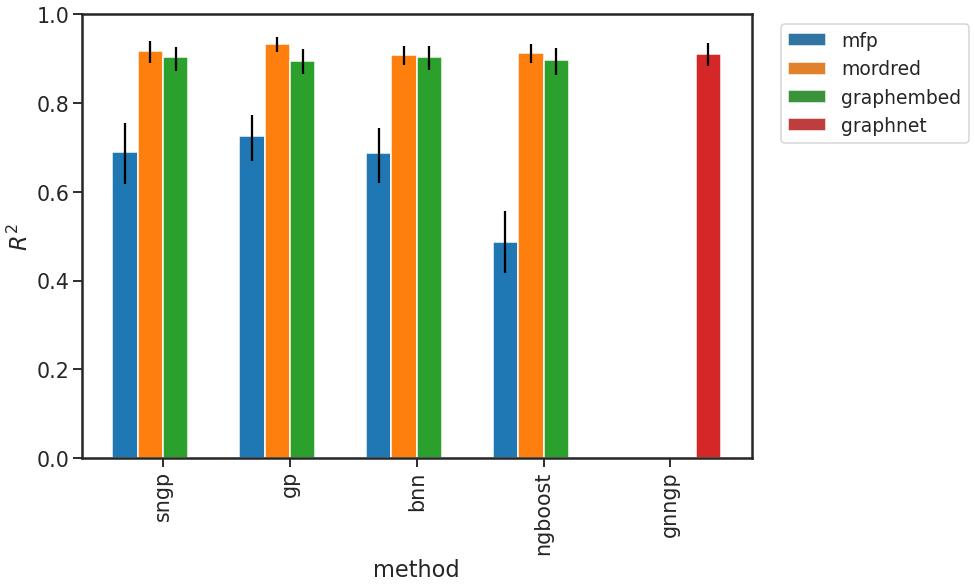 1.0
0.8
0.6
0.4
0.2
0.0
R²
sngp
gp
bnn
ngboost
gnngp
method
mfp
mordred
graphembed
graphnet